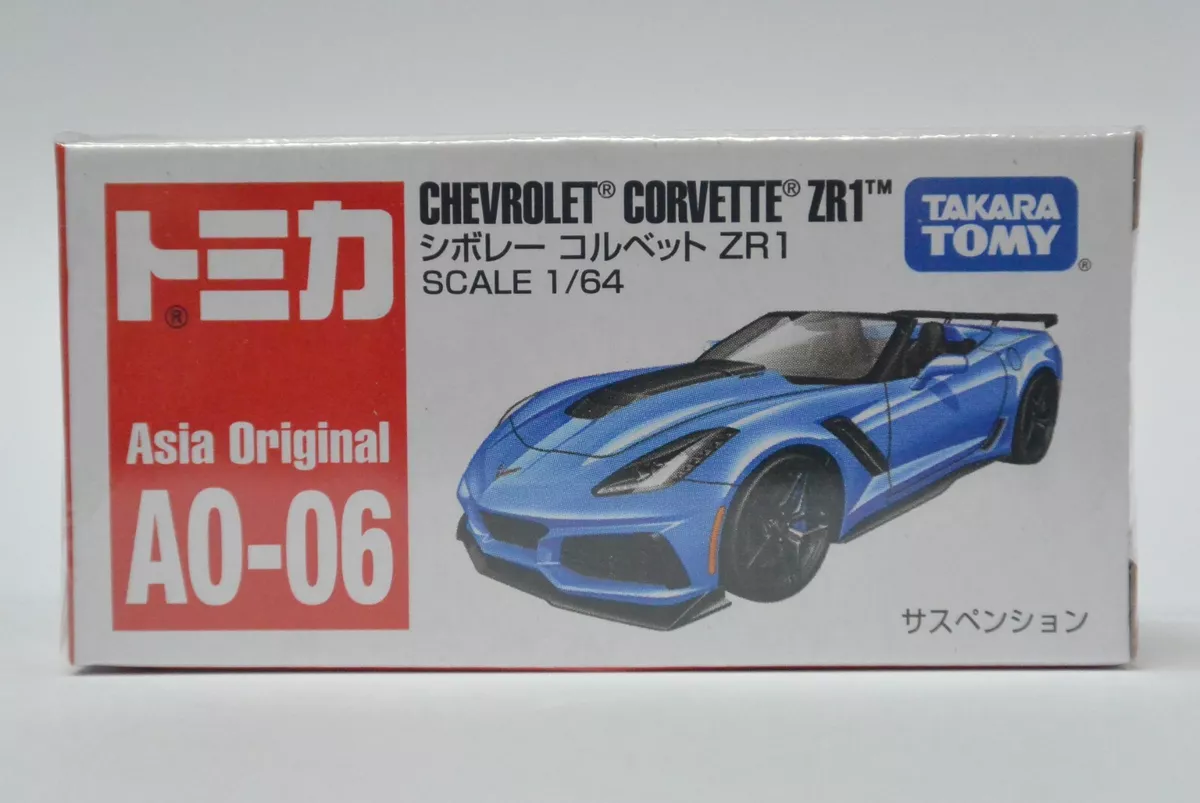 トミカ®
Asia Original
AO-06
CHEVROLET® CORVETTE® ZR1™
シボレー コルベット ZR1
SCALE 1/64
TAKARA
TOMY®
サスペンション